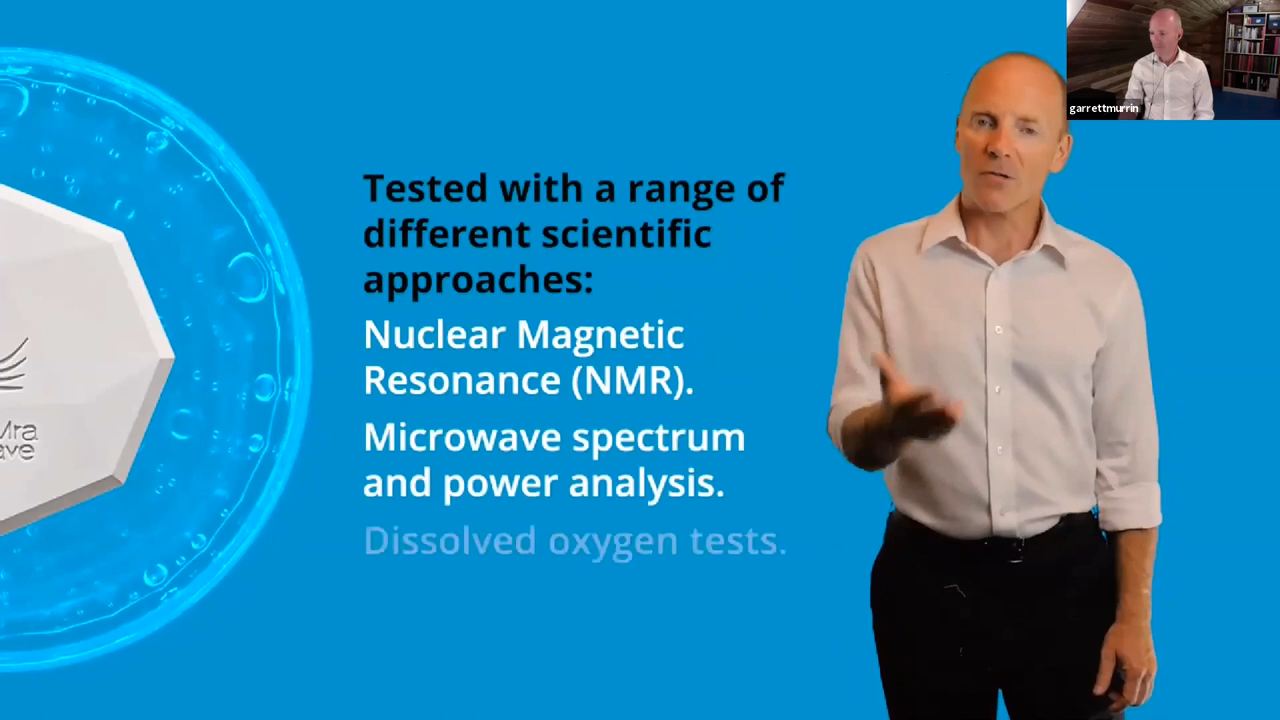 garrettmurrin
Tested with a range of
different scientific
approaches:
Nuclear Magnetic
Resonance (NMR).
Microwave spectrum
and power analysis.
Dissolved oxygen tests.